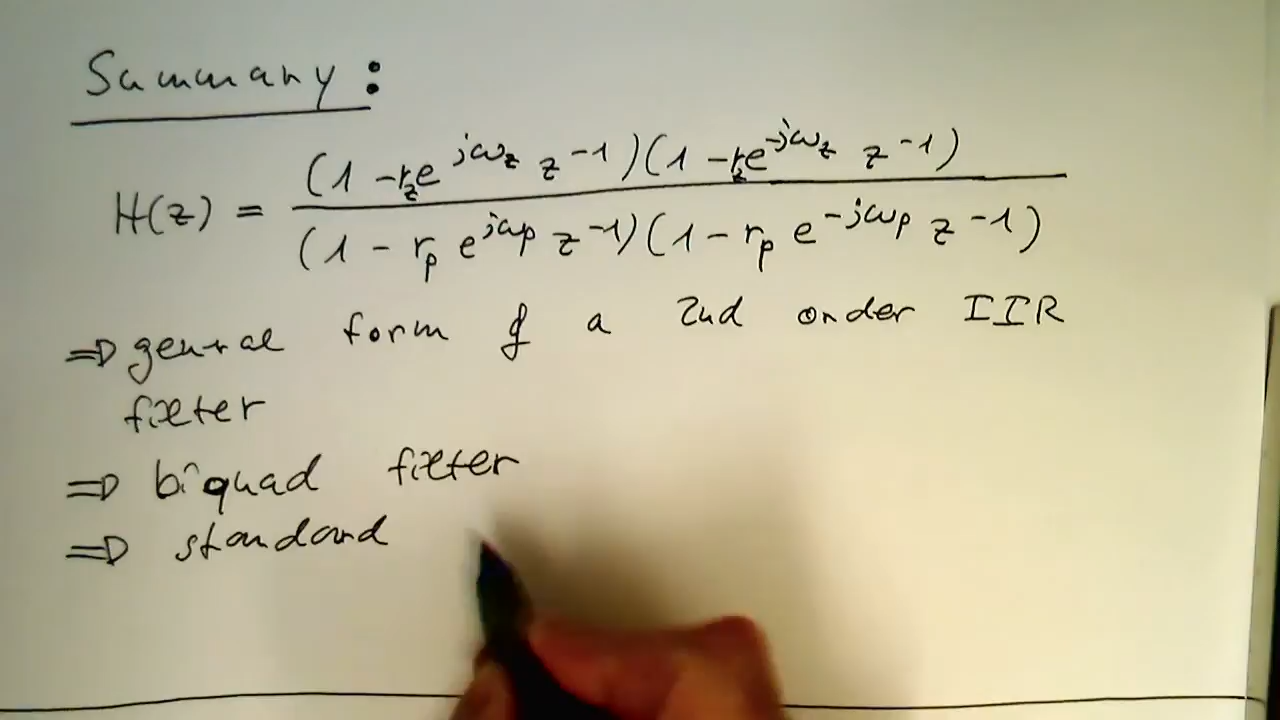 Summary:
H(z) = (1 - r_z e^{jω_z} z^{-1})(1 - r_z e^{-jω_z} z^{-1}) / (1 - r_p e^{jω_p} z^{-1})(1 - r_p e^{-jω_p} z^{-1})
⇒ general form of a 2nd order IIR
filter
⇒ biquad filter
⇒ standard